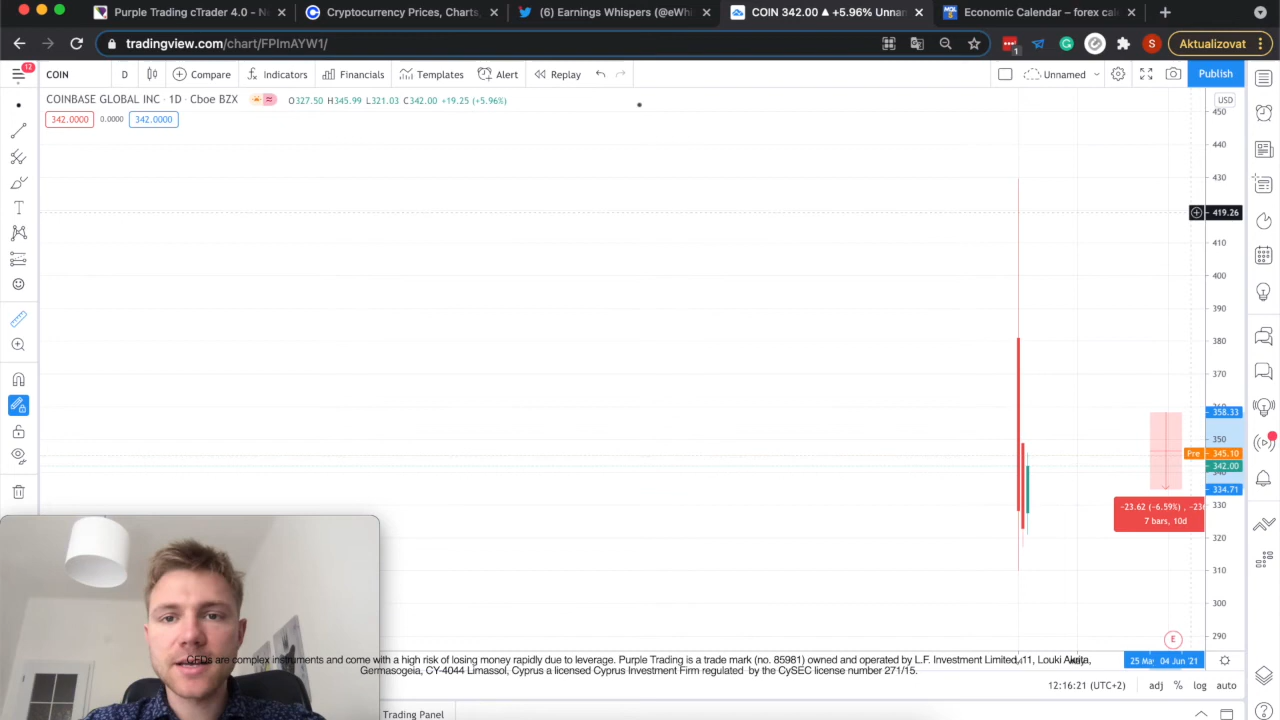 Purple Trading cTrader 4.0 - N
Cryptocurrency Prices, Charts,
(6) Earnings Whispers (@eWhi
COIN 342.00 ▲ +5.96% Unnan
Economic Calendar – forex cal
tradingview.com/chart/FPImAYW1/
1
S
Aktualizovat
12
COIN
D
Compare
Indicators
Financials
Templates
Alert
Replay
Unnamed
Publish
COINBASE GLOBAL INC · 1D · Cboe BZX
O327.50 H345.99 L321.03 C342.00 +19.25 (+5.96%)
342.0000
0.0000
342.0000
USD
450
440
430
419.26
410
400
390
380
370
358.33
350
Pre
345.10
342.00
334.71
330
320
310
300
290
-23.62 (-6.59%) , -23
7 bars, 10d
E
25 May
04 Jun '21
CFDs are complex instruments and come with a high risk of losing money rapidly due to leverage. Purple Trading is a trade mark (no. 85981) owned and operated by L.F. Investment Limited, 11, Louki Akrita,
Germasogeia, CY-4044 Limassol, Cyprus a licensed Cyprus Investment Firm regulated by the CySEC license number 271/15.
12:16:21 (UTC+2)
adj
%
log
auto
Trading Panel